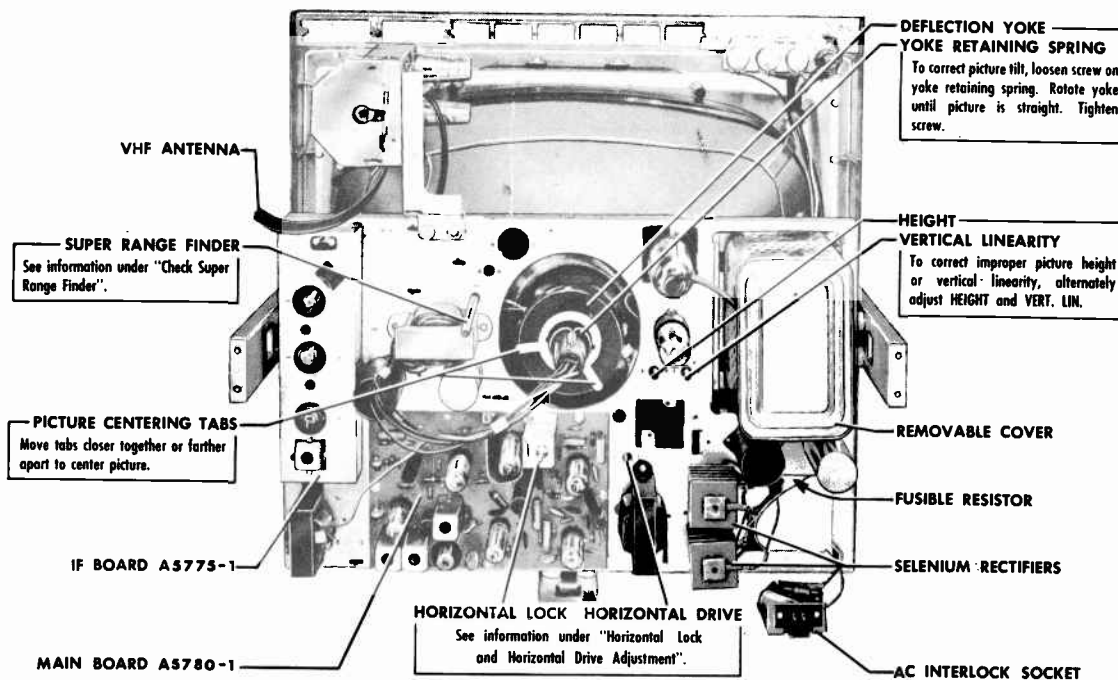 DEFLECTION YOKE
YOKE RETAINING SPRING
To correct picture tilt, loosen screw on
yoke retaining spring. Rotate yoke
until picture is straight. Tighten
screw.
VHF ANTENNA
SUPER RANGE FINDER
See information under "Check Super
Range Finder".
HEIGHT
VERTICAL LINEARITY
To correct improper picture height
or vertical linearity, alternately
adjust HEIGHT and VERT. LIN.
PICTURE CENTERING TABS
Move tabs closer together or farther
apart to center picture.
REMOVABLE COVER
FUSIBLE RESISTOR
IF BOARD A5775-1
SELENIUM RECTIFIERS
HORIZONTAL LOCK HORIZONTAL DRIVE
See information under "Horizontal Lock
and Horizontal Drive Adjustment".
MAIN BOARD A5780-1
AC INTERLOCK SOCKET